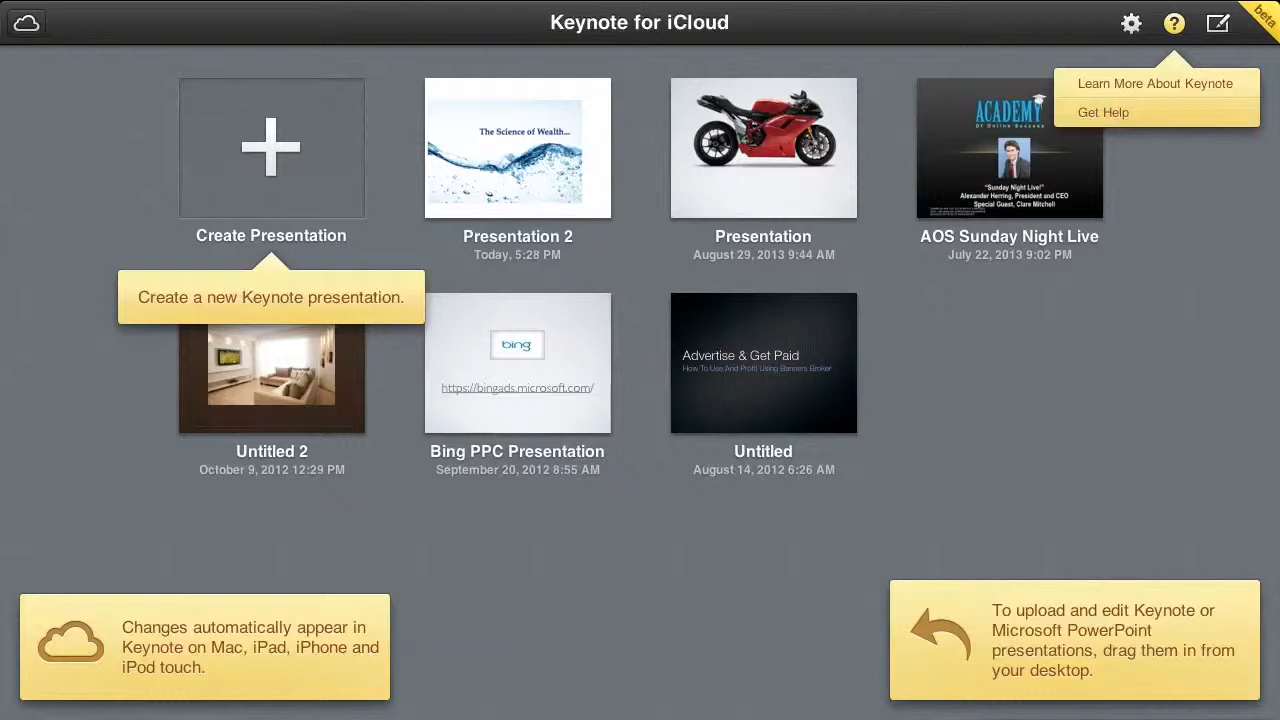 Keynote for iCloud
?
beta
Learn More About Keynote
Get Help
The Science of Wealth...
ACADEMY
Of Online Success
"Sunday Night Live!"
Alexander Herring, President and CEO
Special Guest, Clare Mitchell
Create Presentation
Presentation 2
Today, 5:28 PM
Presentation
August 29, 2013 9:44 AM
AOS Sunday Night Live
July 22, 2013 9:02 PM
Create a new Keynote presentation.
bing
https://bingads.microsoft.com/
Advertise & Get Paid
How To Use And Profit Using Banners Broker
Untitled 2
October 9, 2012 12:29 PM
Bing PPC Presentation
September 20, 2012 8:55 AM
Untitled
August 14, 2012 6:26 AM
Changes automatically appear in
Keynote on Mac, iPad, iPhone and
iPod touch.
To upload and edit Keynote or
Microsoft PowerPoint
presentations, drag them in from
your desktop.